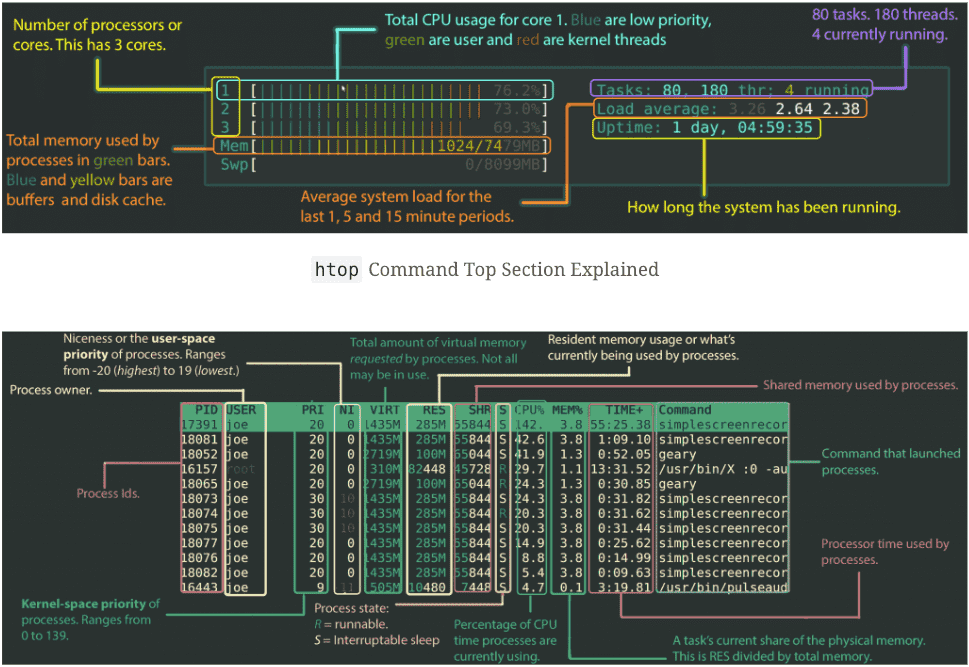 Number of processors or
cores. This has 3 cores.
Total CPU usage for core 1. Blue are low priority,
green are user and red are kernel threads
80 tasks. 180 threads.
4 currently running.
1 [ 76.2%]
2 [ 73.0%]
3 [ 69.3%]
Mem[ 1024/7479MB]
Swp[ 0/8099MB]
Tasks: 80, 180 thr; 4 running
Load average: 3.26 2.64 2.38
Uptime: 1 day, 04:59:35
Total memory used by
processes in green bars.
Blue and yellow bars are
buffers and disk cache.
Average system load for the
last 1, 5 and 15 minute periods.
How long the system has been running.
htop Command Top Section Explained
Niceness or the user-space
priority of processes. Ranges
from -20 (highest) to 19 (lowest.)
Total amount of virtual memory
requested by processes. Not all
may be in use.
Resident memory usage or what's
currently being used by processes.
Process owner.
Shared memory used by processes.
PID USER PRI NI VIRT RES SHR S CPU% MEM% TIME+ Command
17391 joe 20 0 1435M 285M 55844 S 142. 3.8 55:25.38 simplescreenrecor
18081 joe 20 0 1435M 285M 55844 S 42.6 3.8 1:09.10 simplescreenrecor
18052 joe 20 0 2719M 100M 65044 S 41.9 1.3 0:52.05 geary
16157 root 20 0 310M 82448 45728 R 29.7 1.1 13:31.52 /usr/bin/X :0 -au
18065 joe 20 0 2719M 100M 65044 R 24.3 1.3 0:30.85 geary
18073 joe 30 10 1435M 285M 55844 S 24.3 3.8 0:31.82 simplescreenrecor
18074 joe 30 10 1435M 285M 55844 R 20.3 3.8 0:31.62 simplescreenrecor
18075 joe 30 10 1435M 285M 55844 S 20.3 3.8 0:31.44 simplescreenrecor
18077 joe 20 0 1435M 285M 55844 S 14.9 3.8 0:25.62 simplescreenrecor
18076 joe 20 0 1435M 285M 55844 S 8.8 3.8 0:14.99 simplescreenrecor
18082 joe 20 0 1435M 285M 55844 S 5.4 3.8 0:09.63 simplescreenrecor
16443 joe 9 11 505M 10480 7448 S 4.7 0.1 3:19.81 /usr/bin/pulseaud
Process Ids.
Command that launched
processes.
Processor time used by
processes.
Kernel-space priority of
processes. Ranges from
0 to 139.
Process state:
R = runnable.
S = Interruptable sleep
Percentage of CPU
time processes are
currently using.
A task's current share of the physical memory.
This is RES divided by total memory.